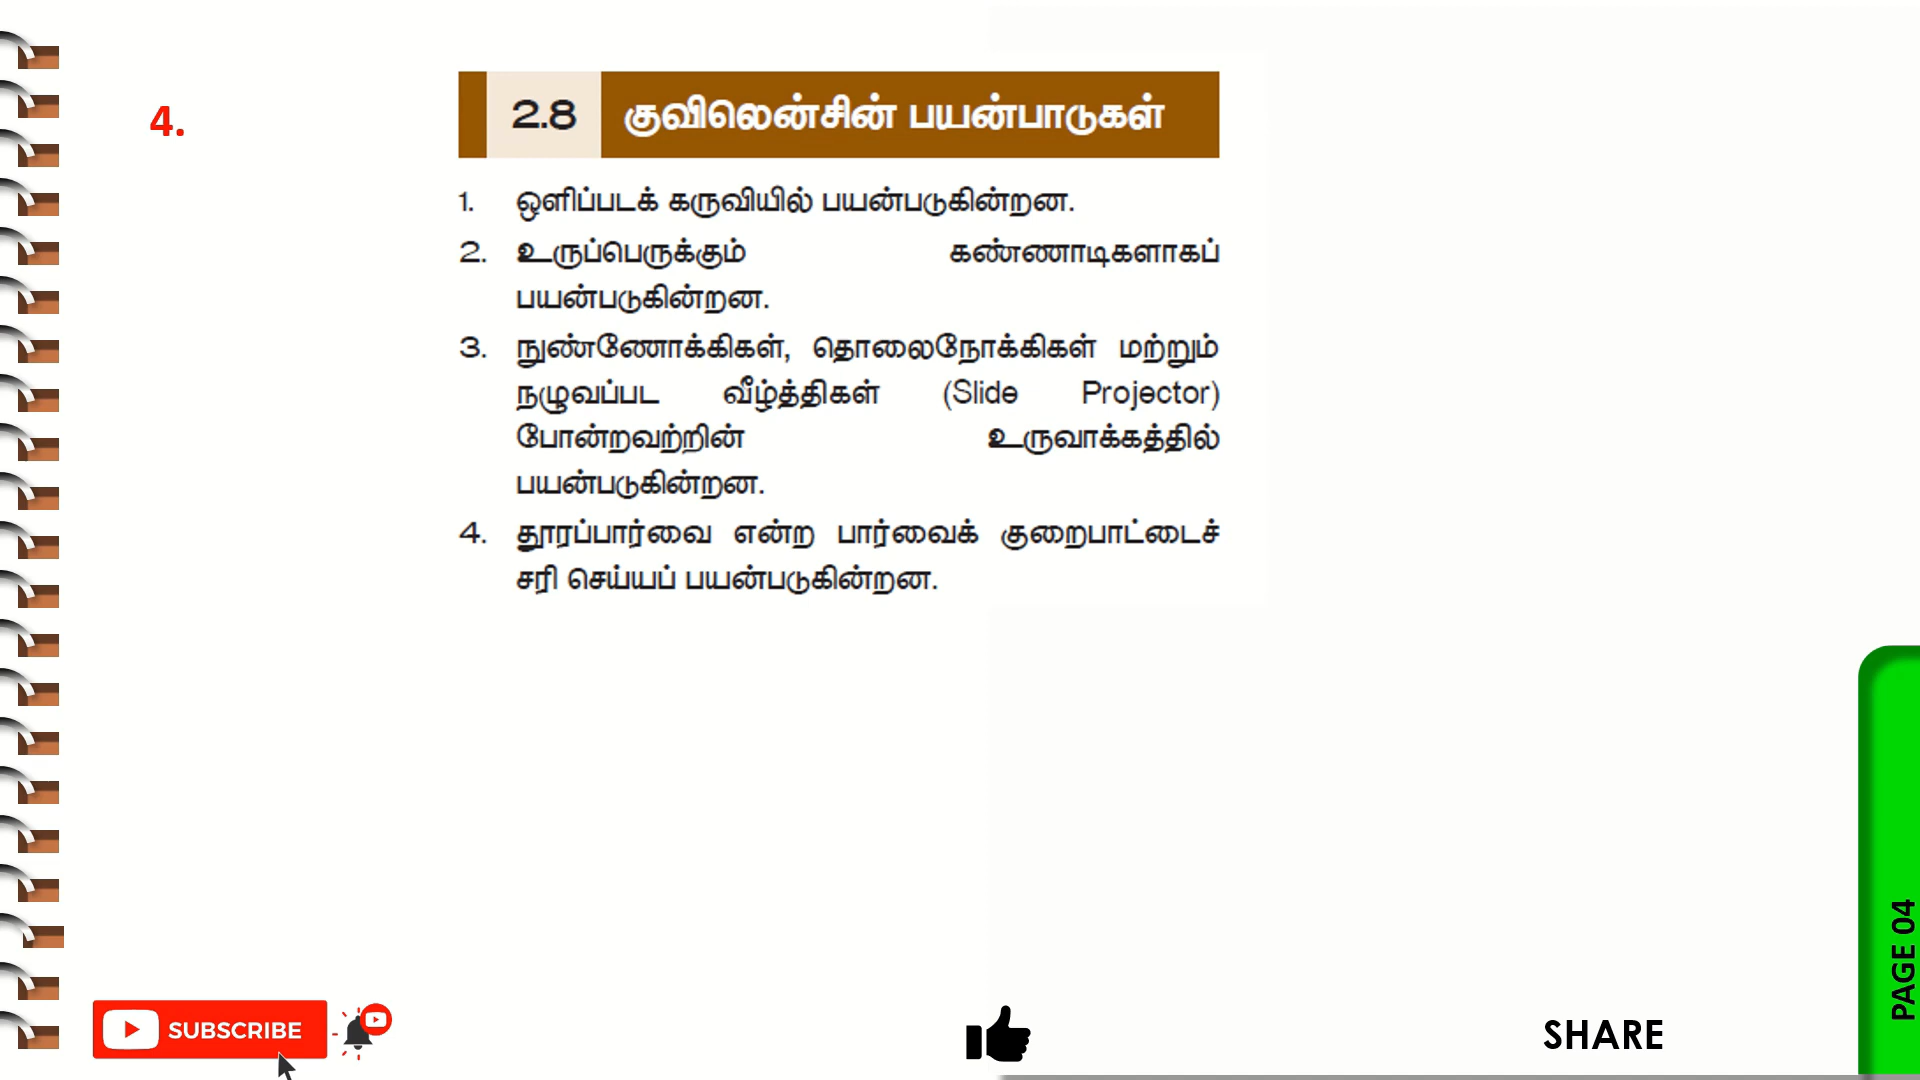 4.
2.8 குவிலென்சின் பயன்பாடுகள்
1. ஒளிப்படக் கருவியில் பயன்படுகின்றன.
2. உருப்பெருக்கும் கண்ணாடிகளாகப்
பயன்படுகின்றன.
3. நுண்ணோக்கிகள், தொலைநோக்கிகள் மற்றும்
நழுவப்பட வீழ்த்திகள் (Slide Projector)
போன்றவற்றின் உருவாக்கத்தில்
பயன்படுகின்றன.
4. தூரப்பார்வை என்ற பார்வைக் குறைபாட்டைச்
சரி செய்யப் பயன்படுகின்றன.
PAGE 04
SUBSCRIBE
SHARE